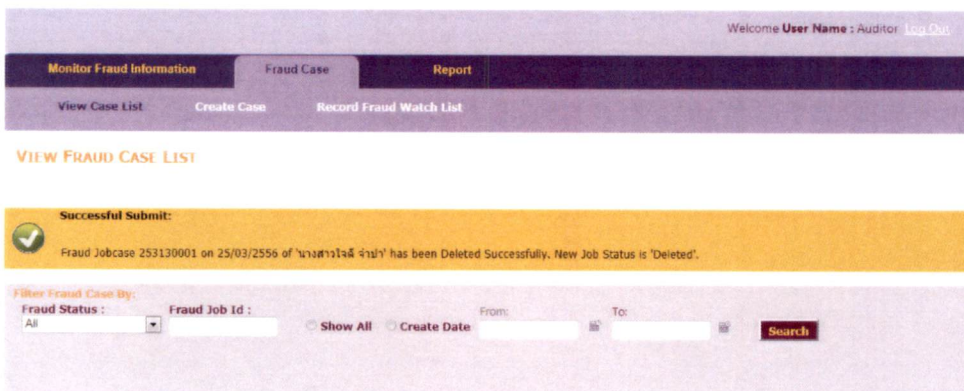 Welcome User Name : Auditor Log Out
Monitor Fraud Information Fraud Case Report
View Case List Create Case Record Fraud Watch List
VIEW FRAUD CASE LIST
Successful Submit:
Fraud Jobcase 253130001 on 25/03/2556 of 'นางสาวใจดี จำปา' has been Deleted Successfully. New Job Status is 'Deleted'.
Filter Fraud Case By:
Fraud Status : Fraud Job Id : From: To:
All Show All Create Date Search